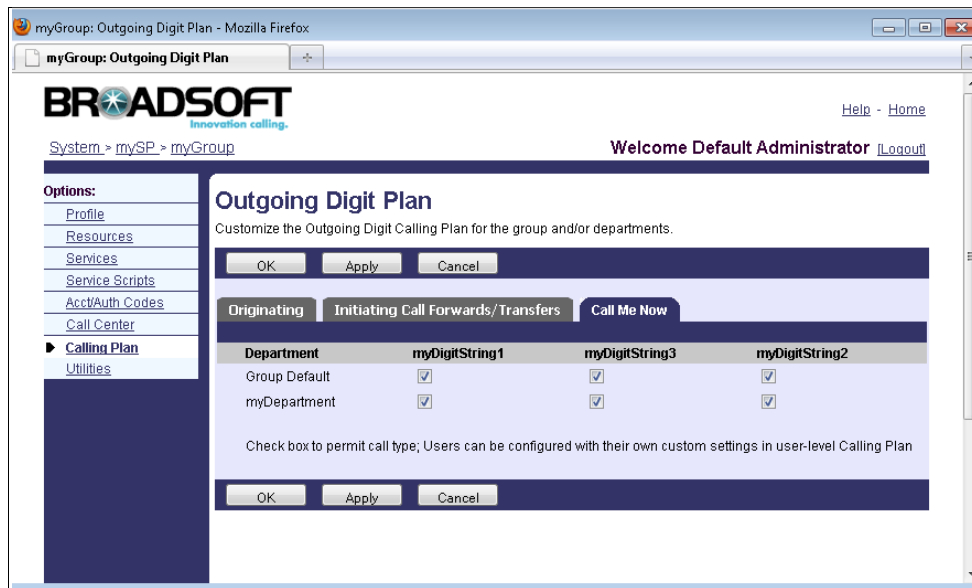 myGroup: Outgoing Digit Plan - Mozilla Firefox
myGroup: Outgoing Digit Plan
BROADSOFT
Innovation calling.
Help - Home
System > mySP > myGroup
Welcome Default Administrator [Logout]
Options:
Profile
Resources
Services
Service Scripts
Acct/Auth Codes
Call Center
Calling Plan
Utilities
Outgoing Digit Plan
Customize the Outgoing Digit Calling Plan for the group and/or departments.
OK Apply Cancel
Originating Initiating Call Forwards/Transfers Call Me Now
Department myDigitString1 myDigitString3 myDigitString2
Group Default
myDepartment
Check box to permit call type; Users can be configured with their own custom settings in user-level Calling Plan
OK Apply Cancel